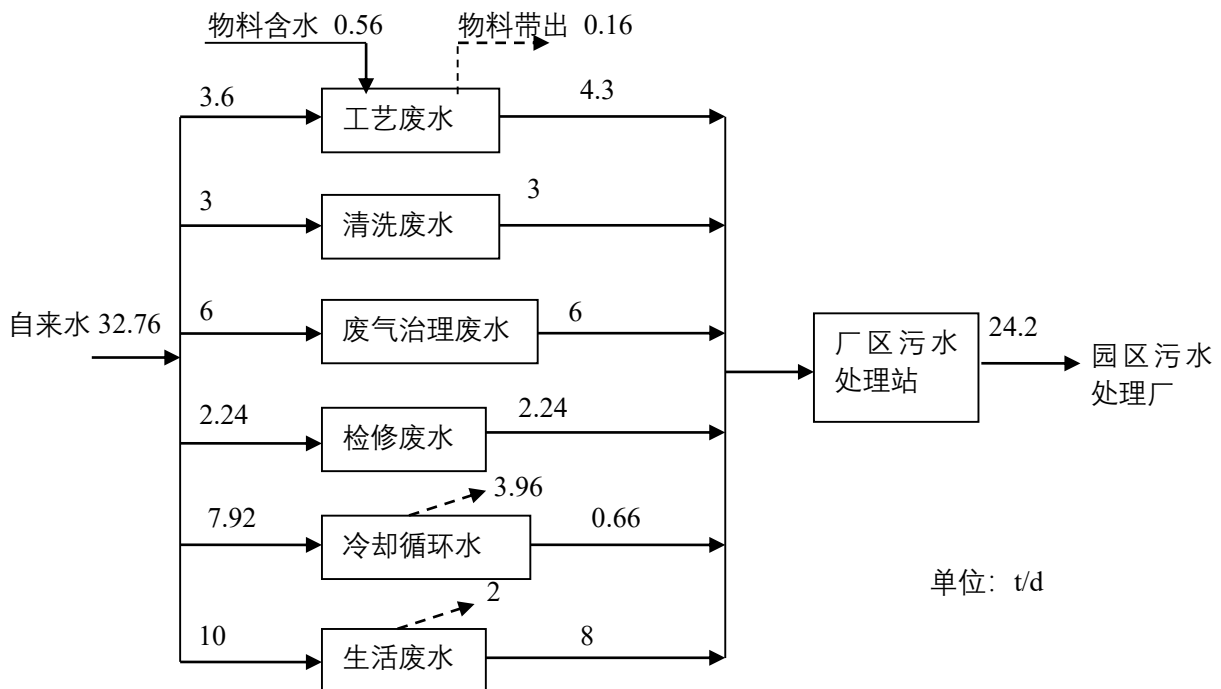 物料含水 0.56
物料带出 0.16
3.6
工艺废水
4.3
3
清洗废水
3
自来水 32.76
6
废气治理废水
6
厂区污水
处理站
24.2
园区污水
处理厂
2.24
检修废水
2.24
3.96
7.92
冷却循环水
0.66
2
单位：t/d
10
生活废水
8